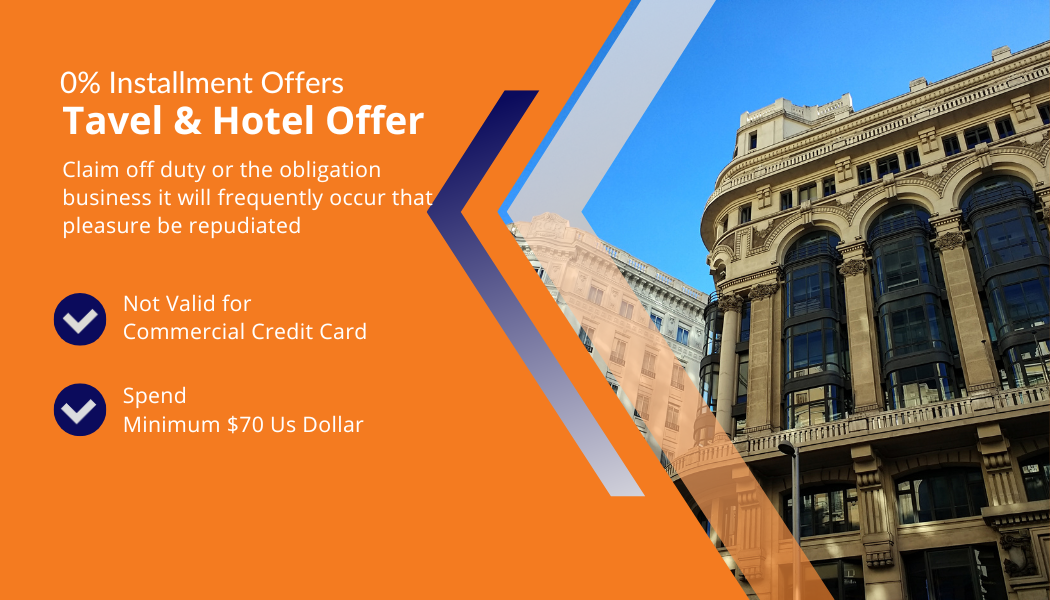 0% Installment Offers
Tavel & Hotel Offer
Claim off duty or the obligation
business it will frequently occur that
pleasure be repudiated
Not Valid for
Commercial Credit Card
Spend
Minimum $70 Us Dollar